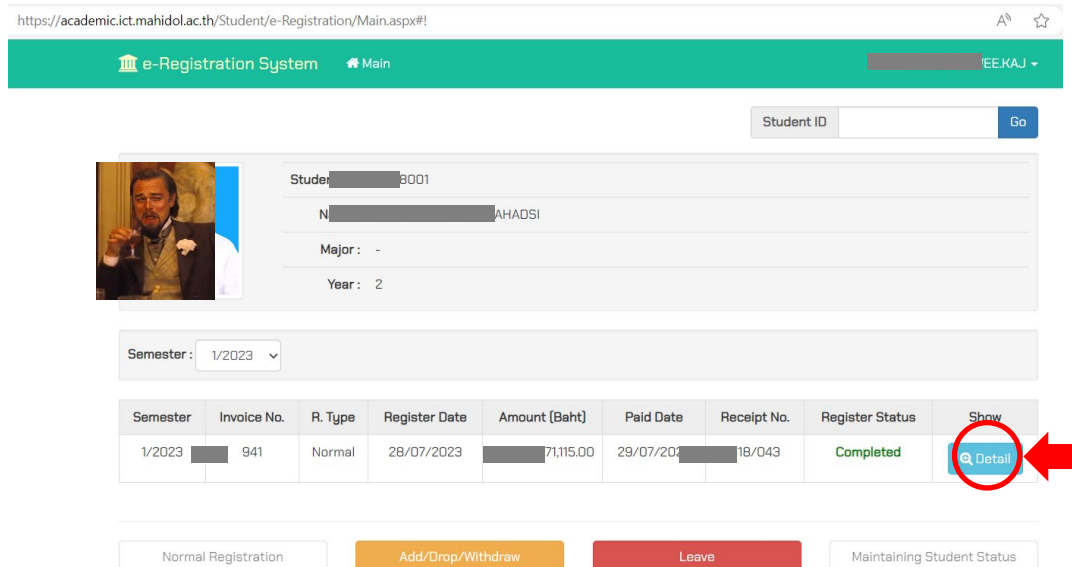 https://academic.ict.mahidol.ac.th/Student/e-Registration/Main.aspx#!
e-Registration System Main EE.KAJ
Student ID Go
8001
AHADSI
Major : -
Year : 2
Semester : 1/2023
Semester Invoice No. R. Type Register Date Amount (Baht) Paid Date Receipt No. Register Status Show
1/2023 941 Normal 28/07/2023 71,115.00 29/07/202 18/043 Completed Detail
Normal Registration Add/Drop/Withdraw Leave Maintaining Student Status